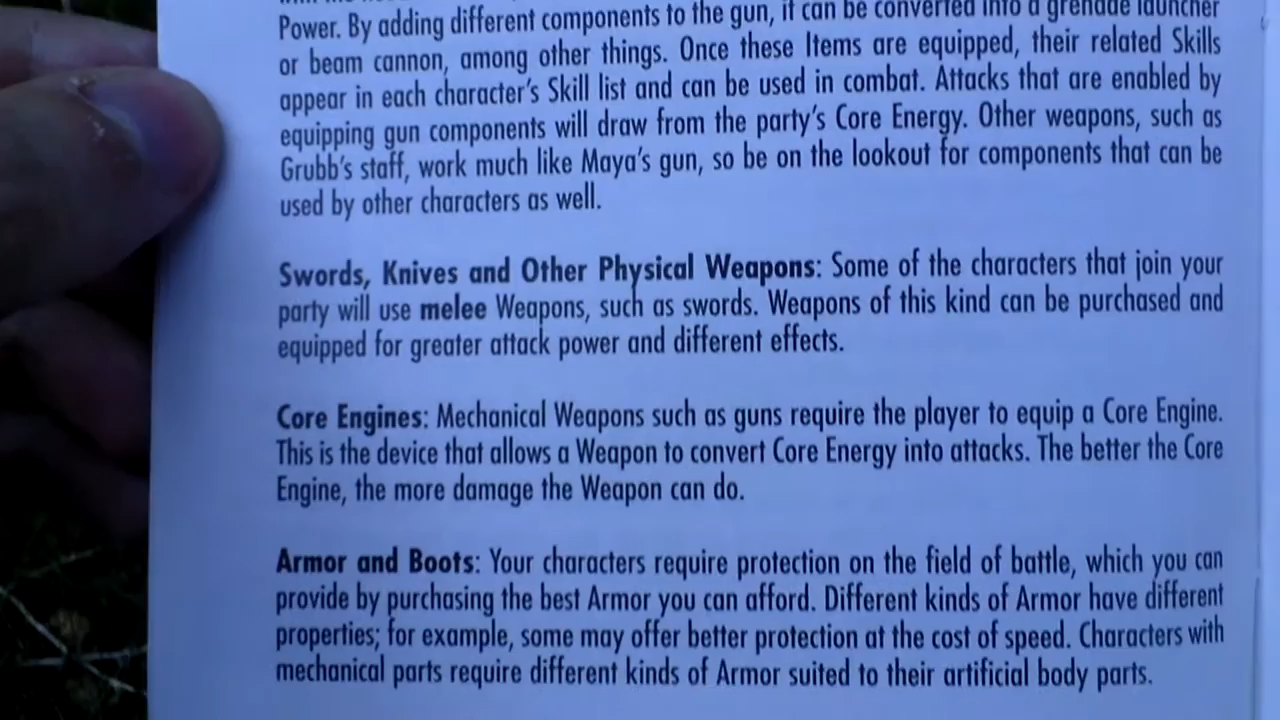 Power. By adding different components to the gun, it can be converted into a grenade launcher
or beam cannon, among other things. Once these Items are equipped, their related Skills
appear in each character's Skill list and can be used in combat. Attacks that are enabled by
equipping gun components will draw from the party's Core Energy. Other weapons, such as
Grubb's staff, work much like Maya's gun, so be on the lookout for components that can be
used by other characters as well.
Swords, Knives and Other Physical Weapons: Some of the characters that join your
party will use melee Weapons, such as swords. Weapons of this kind can be purchased and
equipped for greater attack power and different effects.
Core Engines: Mechanical Weapons such as guns require the player to equip a Core Engine.
This is the device that allows a Weapon to convert Core Energy into attacks. The better the Core
Engine, the more damage the Weapon can do.
Armor and Boots: Your characters require protection on the field of battle, which you can
provide by purchasing the best Armor you can afford. Different kinds of Armor have different
properties; for example, some may offer better protection at the cost of speed. Characters with
mechanical parts require different kinds of Armor suited to their artificial body parts.